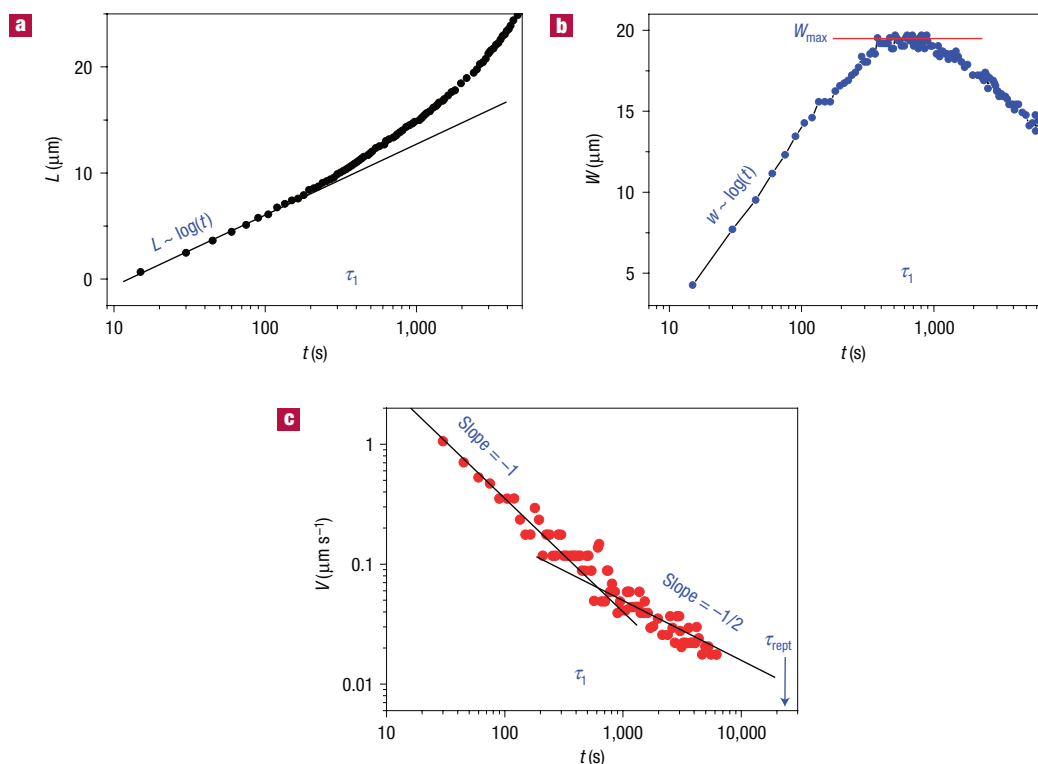 a
25
20
10
0
L (μm)
L ~ log(t)
τ1
10
100
1,000
t (s)
b
20
15
10
5
W (μm)
Wmax
w ~ log(t)
τ1
10
100
1,000
t (s)
c
1
0.1
0.01
V (μm s−1)
Slope = −1
Slope = −1/2
τrept
τ1
10
100
1,000
10,000
t (s)